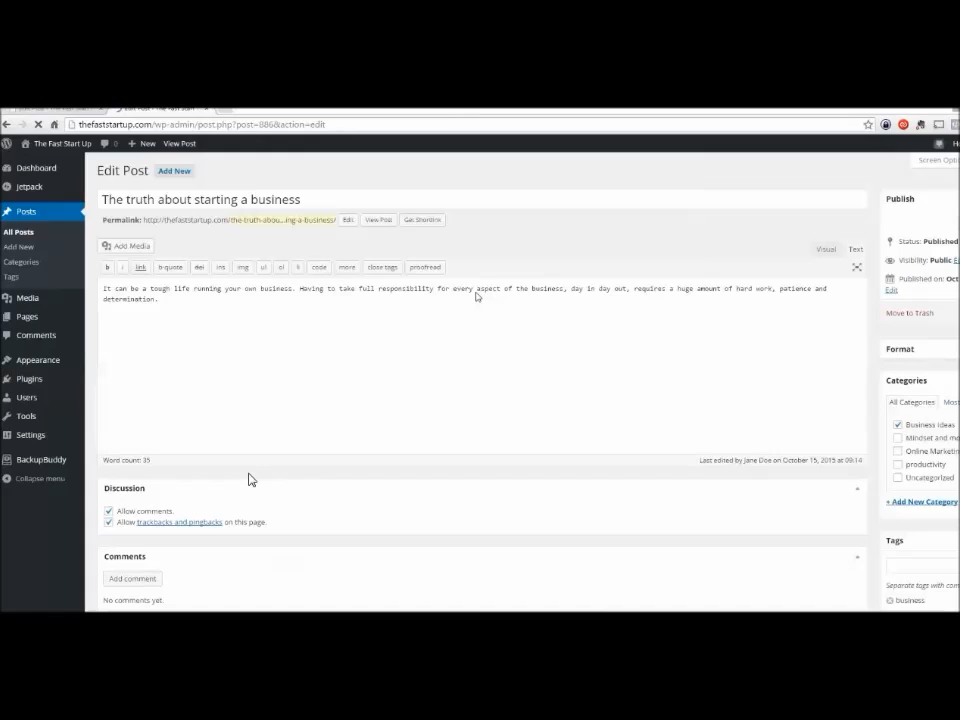 thefaststartup.com/wp-admin/post.php?post=886&action=edit
The Fast Start Up 0 New View Post
Screen Optio
Dashboard
Jetpack
Posts
All Posts
Add New
Categories
Tags
Media
Pages
Comments
Appearance
Plugins
Users
Tools
Settings
BackupBuddy
Collapse menu
Edit Post Add New
The truth about starting a business
Permalink: http://thefaststartup.com/the-truth-abou...ing-a-business/ Edit View Post Get Shortlink
Add Media
Visual Text
b i link b-quote del ins img ul ol li code more close tags proofread
It can be a tough life running your own business. Having to take full responsibility for every aspect of the business, day in day out, requires a huge amount of hard work, patience and
determination.
Word count: 35
Last edited by Jane Doe on October 15, 2015 at 09:14
Discussion
Allow comments.
Allow trackbacks and pingbacks on this page.
Comments
Add comment
No comments yet.
Publish
Status: Published
Visibility: Public
Published on: Oct
Edit
Move to Trash
Format
Categories
All Categories Most
Business Ideas
Mindset and mo
Online Marketin
productivity
Uncategorized
+ Add New Category
Tags
Separate tags with com
business